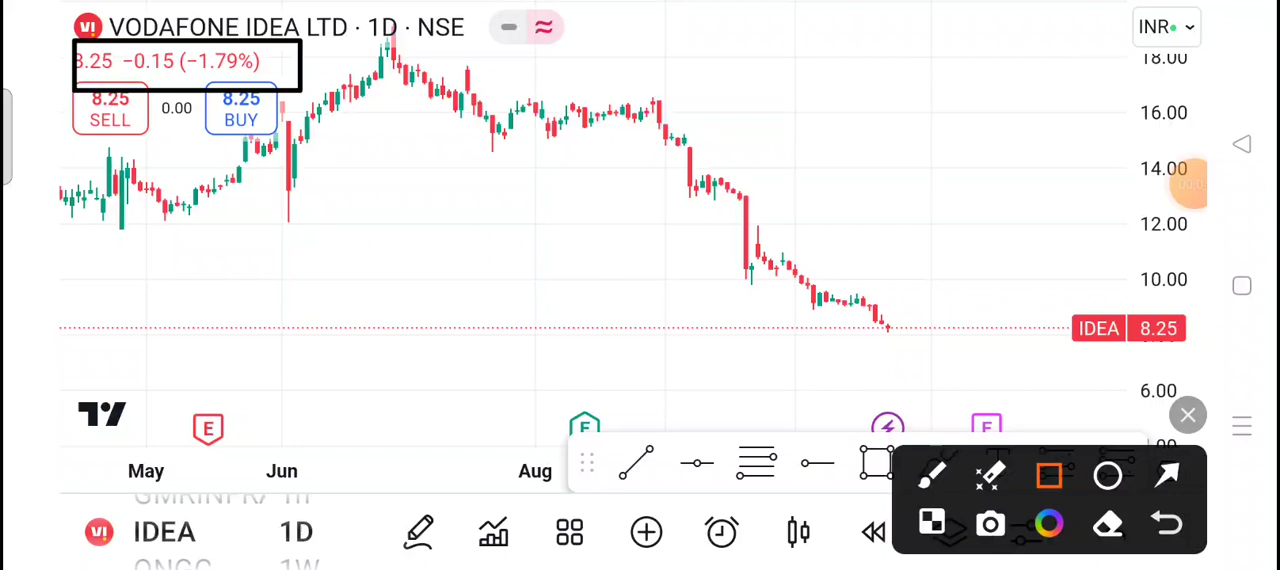 VODAFONE IDEA LTD · 1D · NSE
INR
8.25 −0.15 (−1.79%)
8.25
SELL
0.00
8.25
BUY
18.00
16.00
14.00
12.00
10.00
IDEA 8.25
6.00
E
E
May
Jun
Aug
IDEA
1D
ONGC
1W